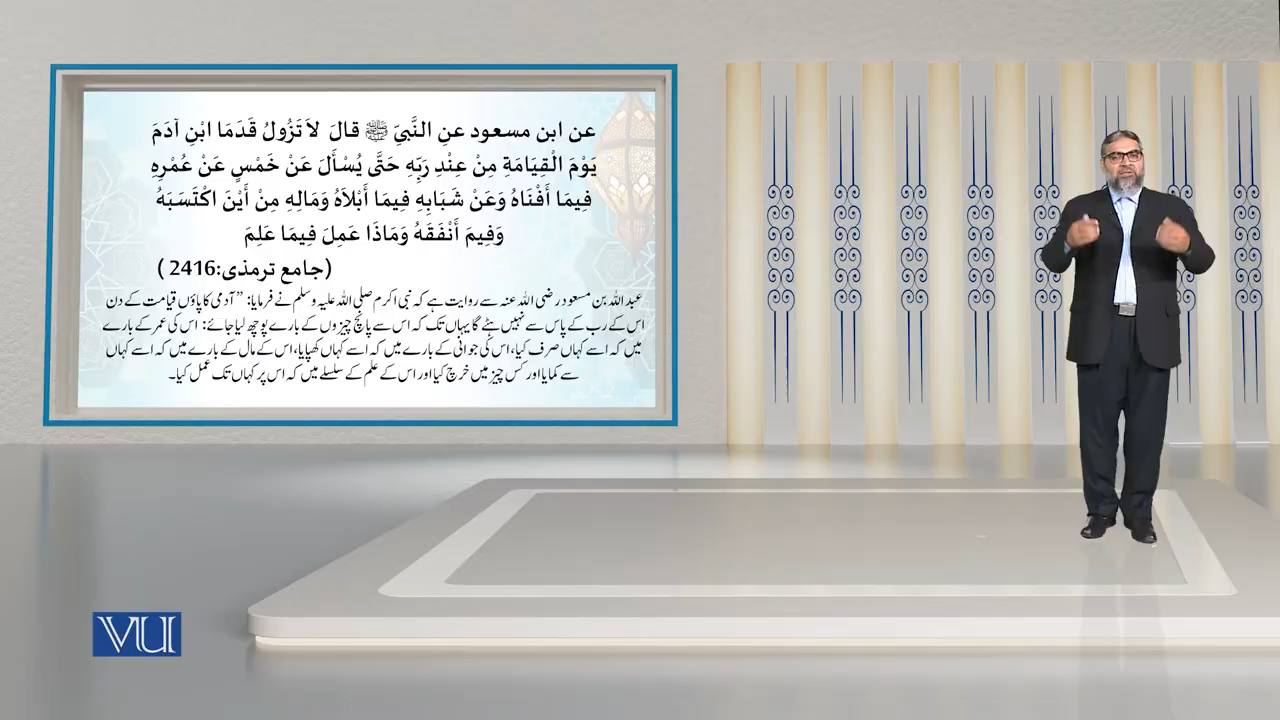 عن ابن مسعود عنِ النَّبِيِّ ﷺ قالَ لاَ تَزُولُ قَدَمَا ابْنِ آدَمَ
يَوْمَ الْقِيَامَةِ مِنْ عِنْدِ رَبِّهِ حَتَّى يُسْأَلَ عَنْ خَمْسٍ عَنْ عُمْرِهِ
فِيمَا أَفْنَاهُ وَعَنْ شَبَابِهِ فِيمَا أَبْلاَهُ وَمَالِهِ مِنْ أَيْنَ اكْتَسَبَهُ
وَفِيمَ أَنْفَقَهُ وَمَاذَا عَمِلَ فِيمَا عَلِمَ
(جامع ترمذی:2416 )
عبد اللہ بن مسعود رضی اللہ عنہ سے روایت ہے کہ نبی اکرم صلی اللہ علیہ وسلم نے فرمایا: ”آدمی کا پاؤں قیامت کے دن
اس کے رب کے پاس سے نہیں ہٹے گا یہاں تک کہ اس سے پانچ چیزوں کے بارے پوچھ لیا جائے: اس کی عمر کے بارے
میں کہ اسے کہاں صرف کیا، اس کی جوانی کے بارے میں کہ اسے کہاں کھپایا، اس کے مال کے بارے میں کہ اسے کہاں
سے کمایا اور کس چیز میں خرچ کیا اور اس کے علم کے سلسلے میں کہ اس پر کہاں تک عمل کیا۔
VU